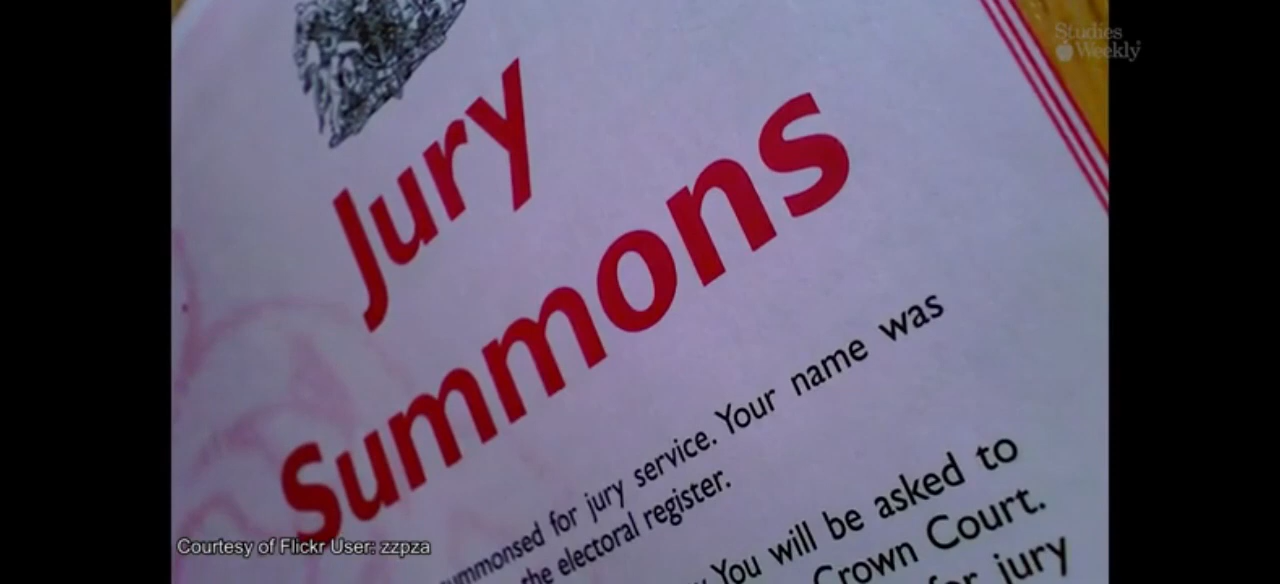 Studies
Weekly
Jury
Summons
summonsed for jury service. Your name was
the electoral register.
You will be asked to
Crown Court.
for jury
Courtesy of Flickr User: zzpza